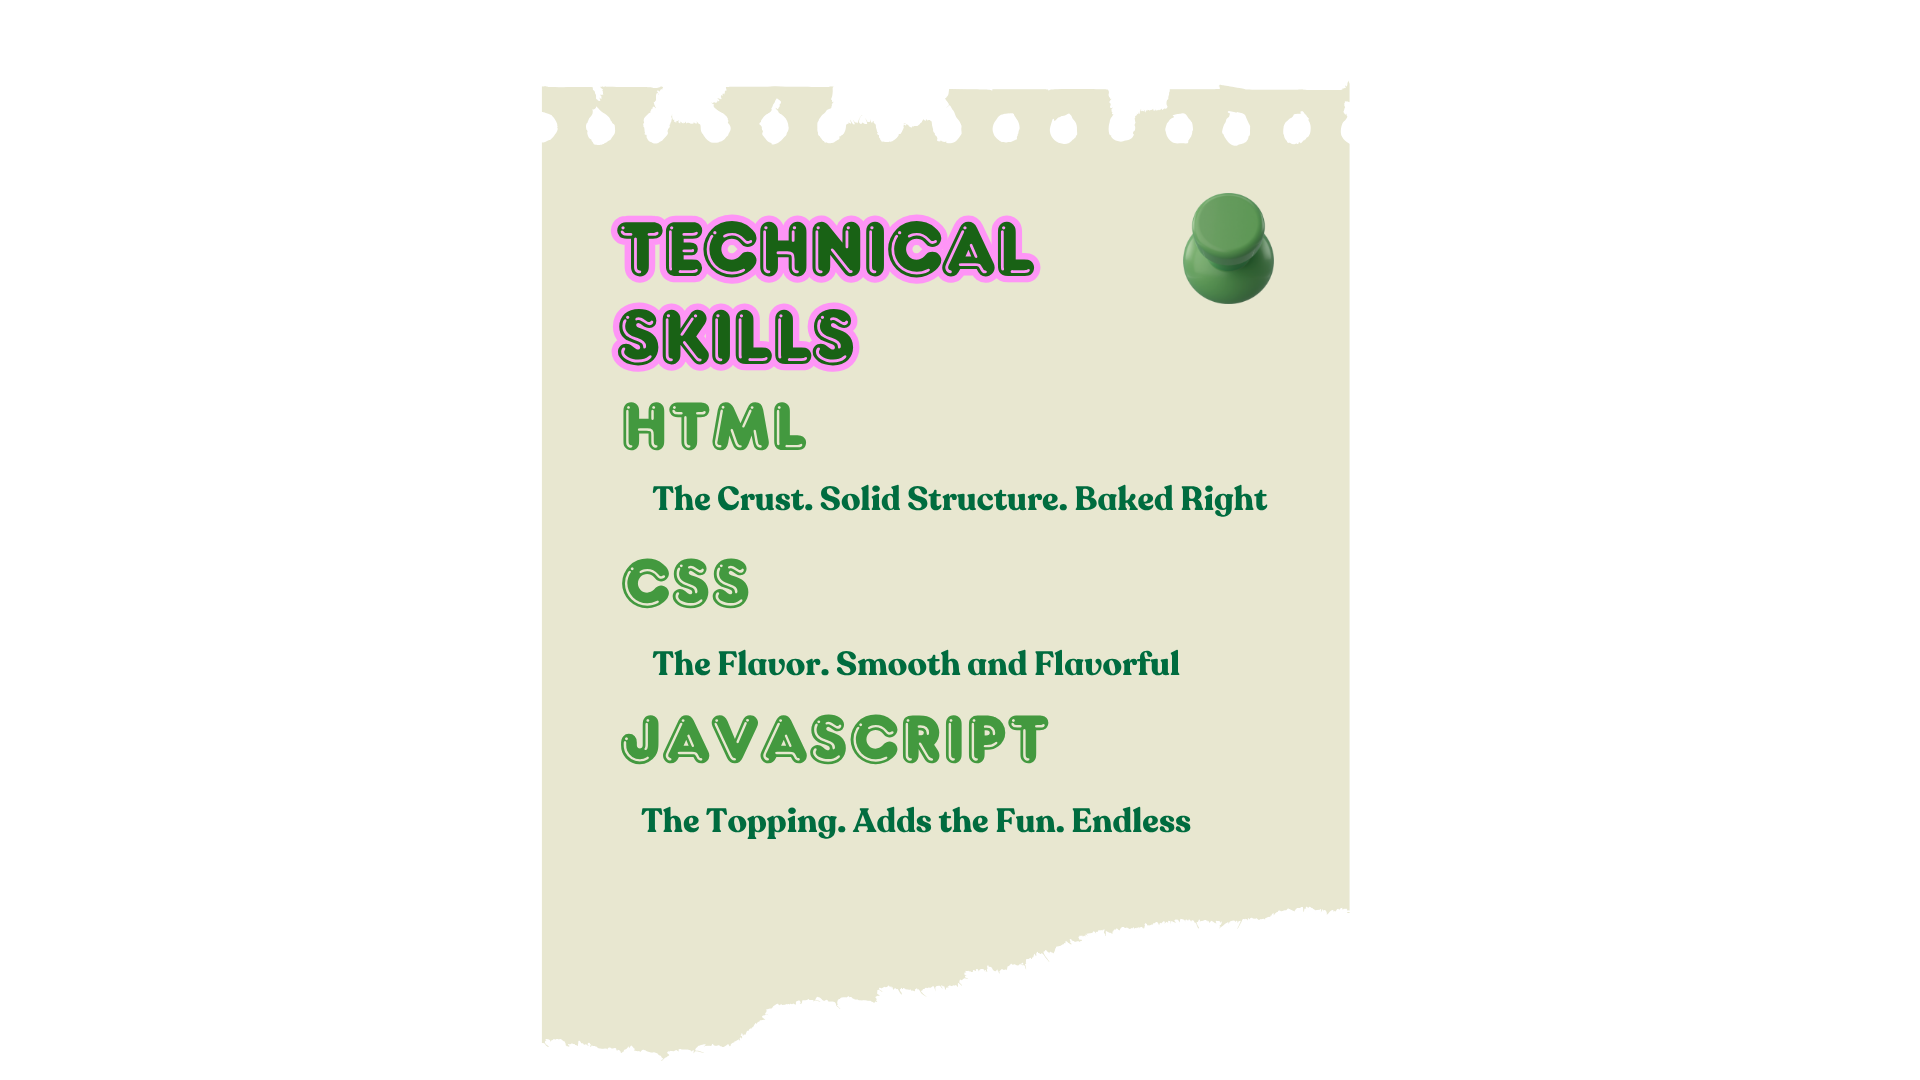 TECHNICAL
SKILLS
HTML
The Crust. Solid Structure. Baked Right
CSS
The Flavor. Smooth and Flavorful
JAVASCRIPT
The Topping. Adds the Fun. Endless